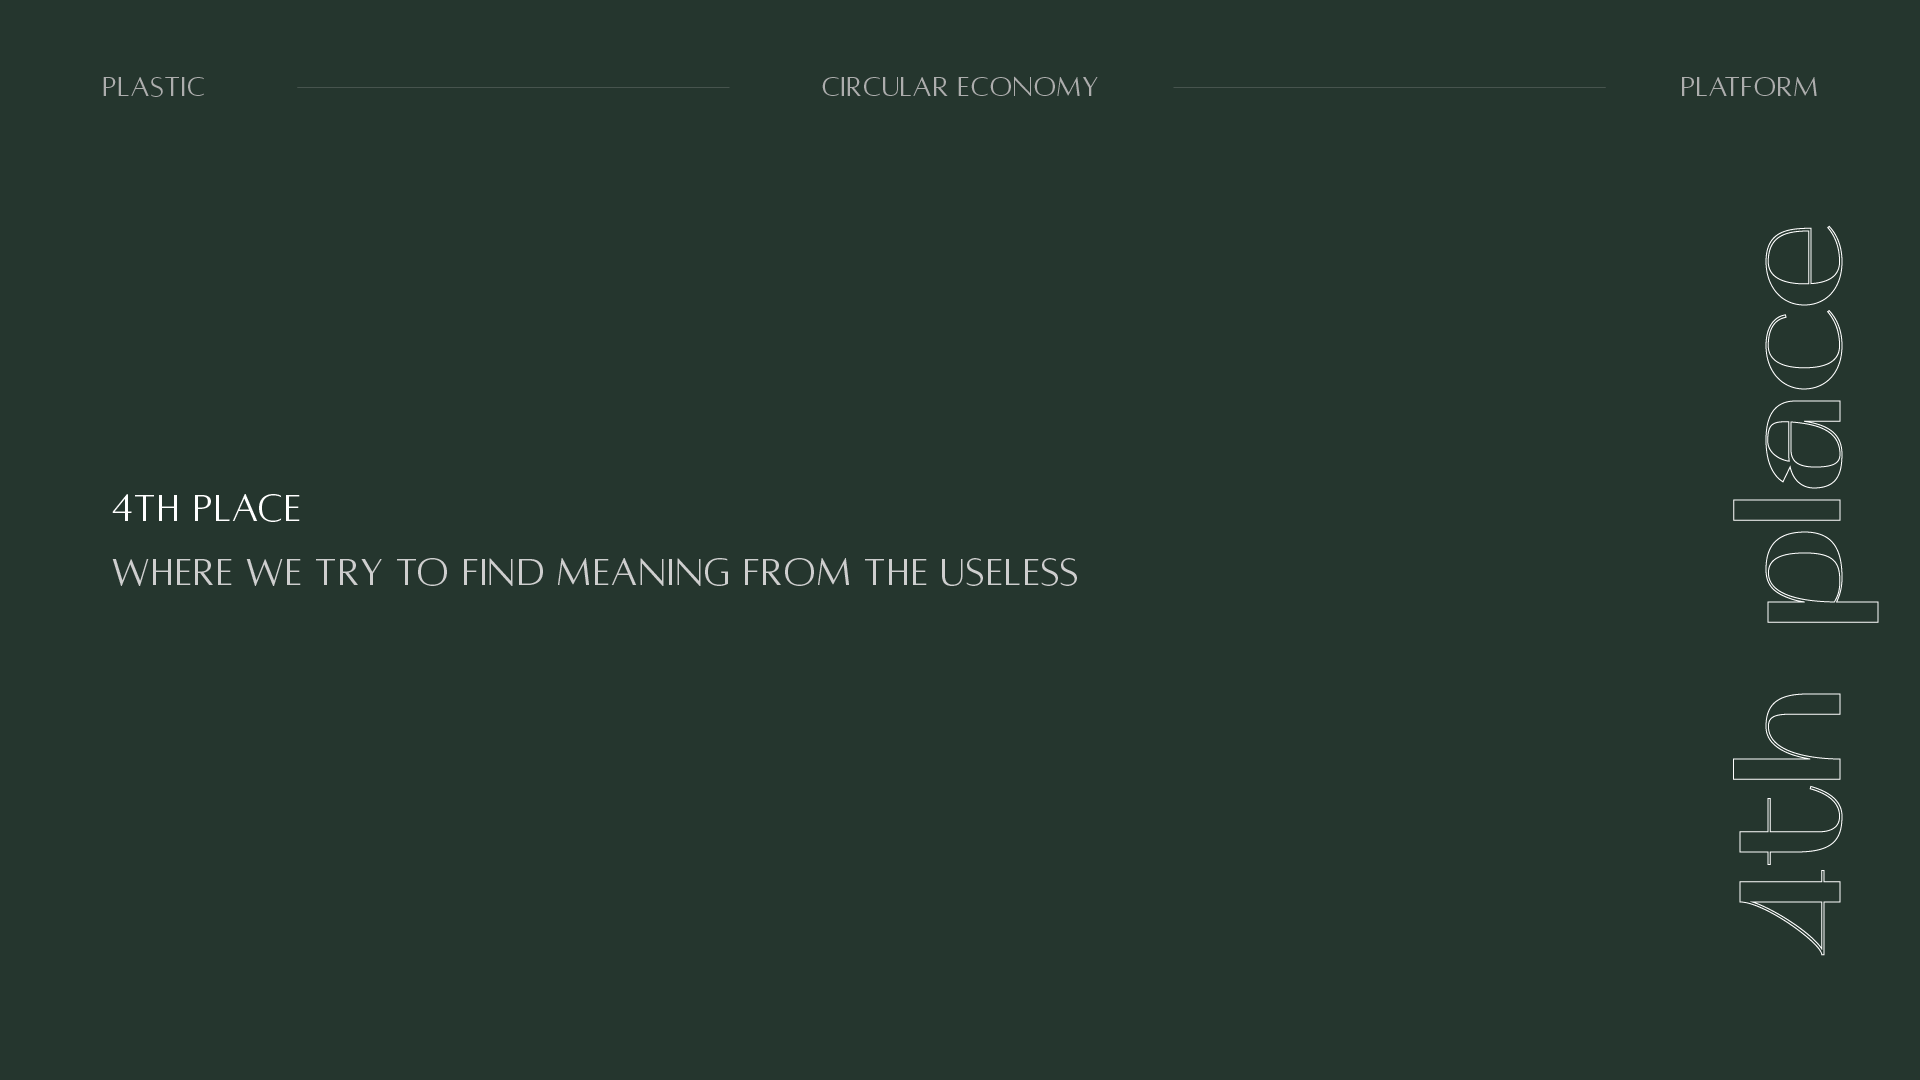 PLASTIC
CIRCULAR ECONOMY
PLATFORM
4TH PLACE
WHERE WE TRY TO FIND MEANING FROM THE USELESS
4th place